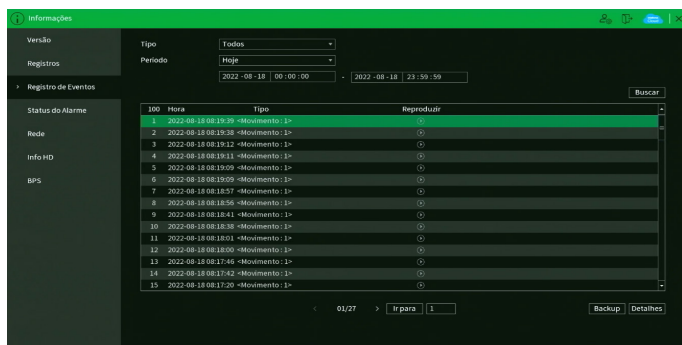 Informações
Versão
Registros
Registro de Eventos
Status do Alarme
Rede
Info HD
BPS
Tipo Todos
Período Hoje
2022-08-18 00:00:00 - 2022-08-18 23:59:59
Buscar
100 Hora Tipo Reproduzir
1 2022-08-18 08:19:39 <Movimento : 1>
2 2022-08-18 08:19:38 <Movimento : 1>
3 2022-08-18 08:19:12 <Movimento : 1>
4 2022-08-18 08:19:11 <Movimento : 1>
5 2022-08-18 08:19:09 <Movimento : 1>
6 2022-08-18 08:19:09 <Movimento : 1>
7 2022-08-18 08:18:57 <Movimento : 1>
8 2022-08-18 08:18:56 <Movimento : 1>
9 2022-08-18 08:18:41 <Movimento : 1>
10 2022-08-18 08:18:38 <Movimento : 1>
11 2022-08-18 08:18:01 <Movimento : 1>
12 2022-08-18 08:18:00 <Movimento : 1>
13 2022-08-18 08:17:46 <Movimento : 1>
14 2022-08-18 08:17:42 <Movimento : 1>
15 2022-08-18 08:17:20 <Movimento : 1>
< 01/27 > Ir para 1
Backup Detalhes